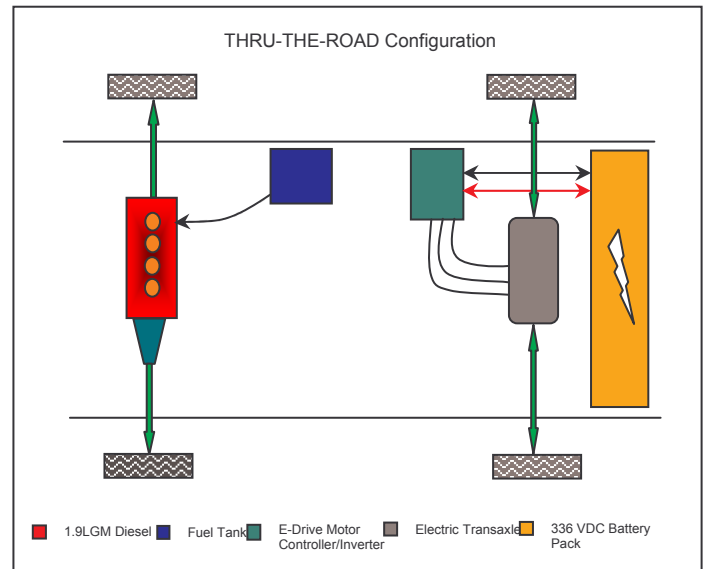 THRU-THE-ROAD Configuration
1.9LGM Diesel
Fuel Tank
E-Drive Motor
Controller/Inverter
Electric Transaxle
336 VDC Battery
Pack